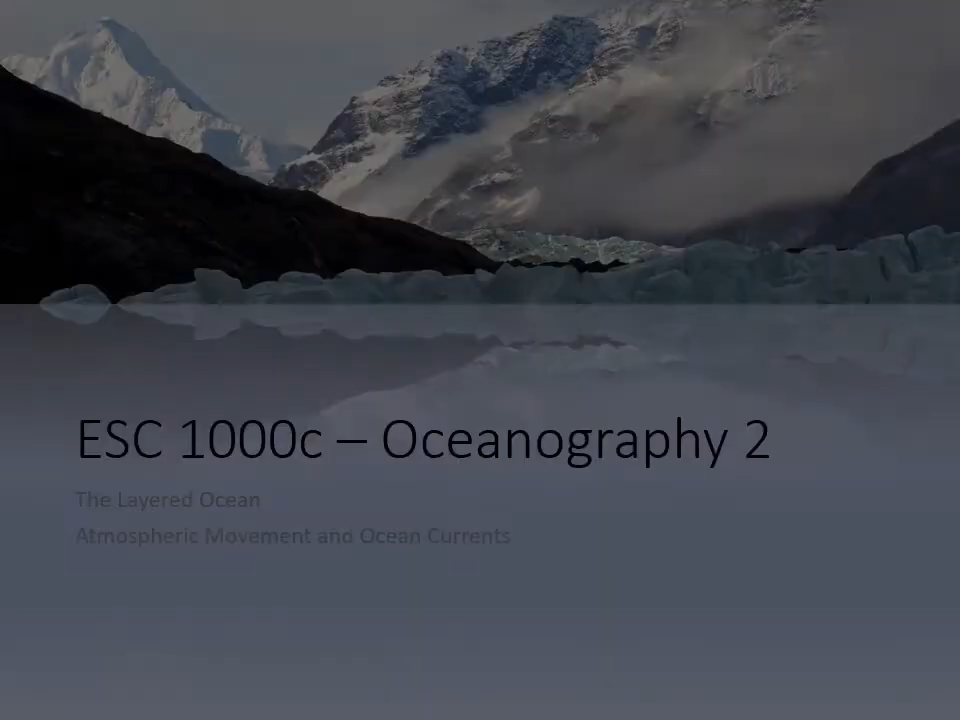 ESC 1000c – Oceanography 2
The Layered Ocean
Atmospheric Movement and Ocean Currents